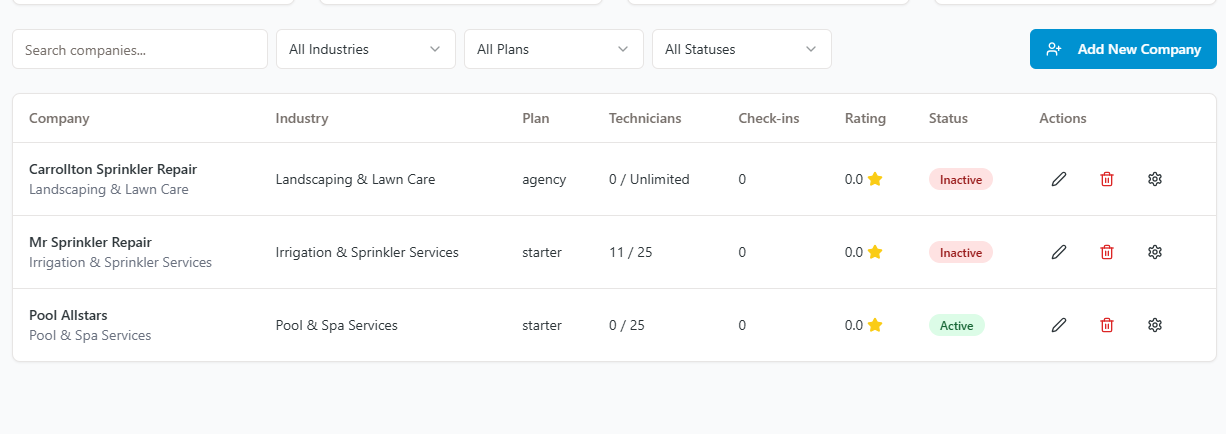 Search companies...
All Industries
All Plans
All Statuses
Add New Company
Company Industry Plan Technicians Check-ins Rating Status Actions
Carrollton Sprinkler Repair
Landscaping & Lawn Care
Landscaping & Lawn Care agency 0 / Unlimited 0 0.0 Inactive
Mr Sprinkler Repair
Irrigation & Sprinkler Services
Irrigation & Sprinkler Services starter 11 / 25 0 0.0 Inactive
Pool Allstars
Pool & Spa Services
Pool & Spa Services starter 0 / 25 0 0.0 Active